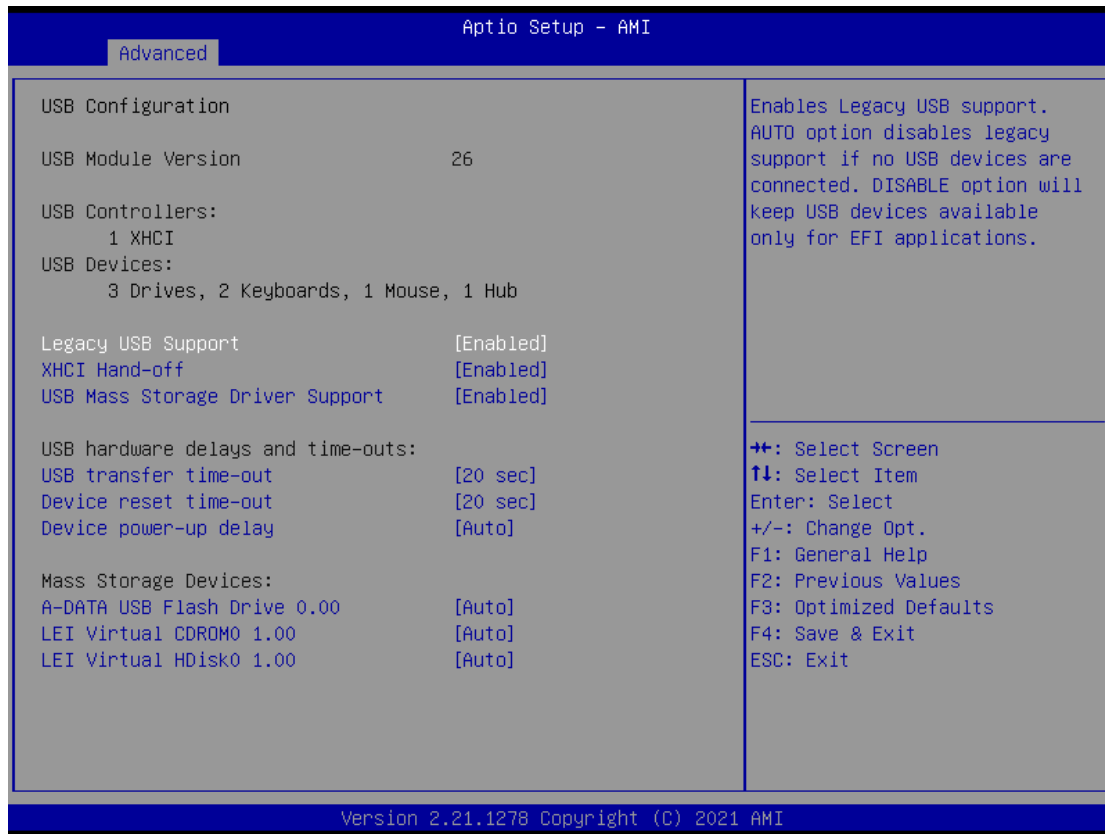 Aptio Setup – AMI
Advanced
USB Configuration
USB Module Version 26
USB Controllers:
1 XHCI
USB Devices:
3 Drives, 2 Keyboards, 1 Mouse, 1 Hub
Legacy USB Support [Enabled]
XHCI Hand-off [Enabled]
USB Mass Storage Driver Support [Enabled]
USB hardware delays and time-outs:
USB transfer time-out [20 sec]
Device reset time-out [20 sec]
Device power-up delay [Auto]
Mass Storage Devices:
A-DATA USB Flash Drive 0.00 [Auto]
LEI Virtual CDROM0 1.00 [Auto]
LEI Virtual HDisk0 1.00 [Auto]
Enables Legacy USB support.
AUTO option disables legacy
support if no USB devices are
connected. DISABLE option will
keep USB devices available
only for EFI applications.
→←: Select Screen
↑↓: Select Item
Enter: Select
+/-: Change Opt.
F1: General Help
F2: Previous Values
F3: Optimized Defaults
F4: Save & Exit
ESC: Exit
Version 2.21.1278 Copyright (C) 2021 AMI